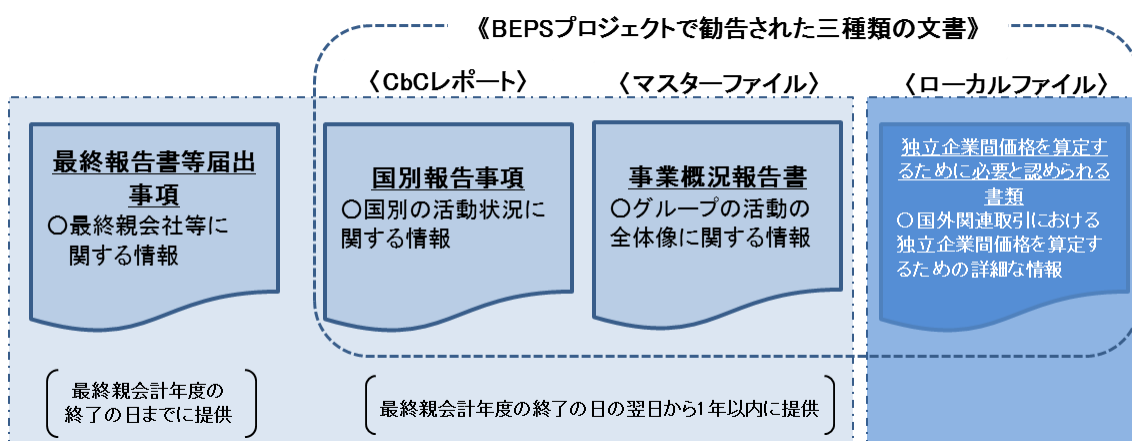 《BEPSプロジェクトで勧告された三種類の文書》
〈CbCレポート〉
〈マスターファイル〉
〈ローカルファイル〉
最終報告書等届出
事項
〇最終親会社等に
関する情報
国別報告事項
〇国別の活動状況に
関する情報
事業概況報告書
〇グループの活動の
全体像に関する情報
独立企業間価格を算定す
るために必要と認められる
書類
〇国外関連取引における
独立企業間価格を算定す
るための詳細な情報
最終親会計年度の
終了の日までに提供
最終親会計年度の終了の日の翌日から1年以内に提供